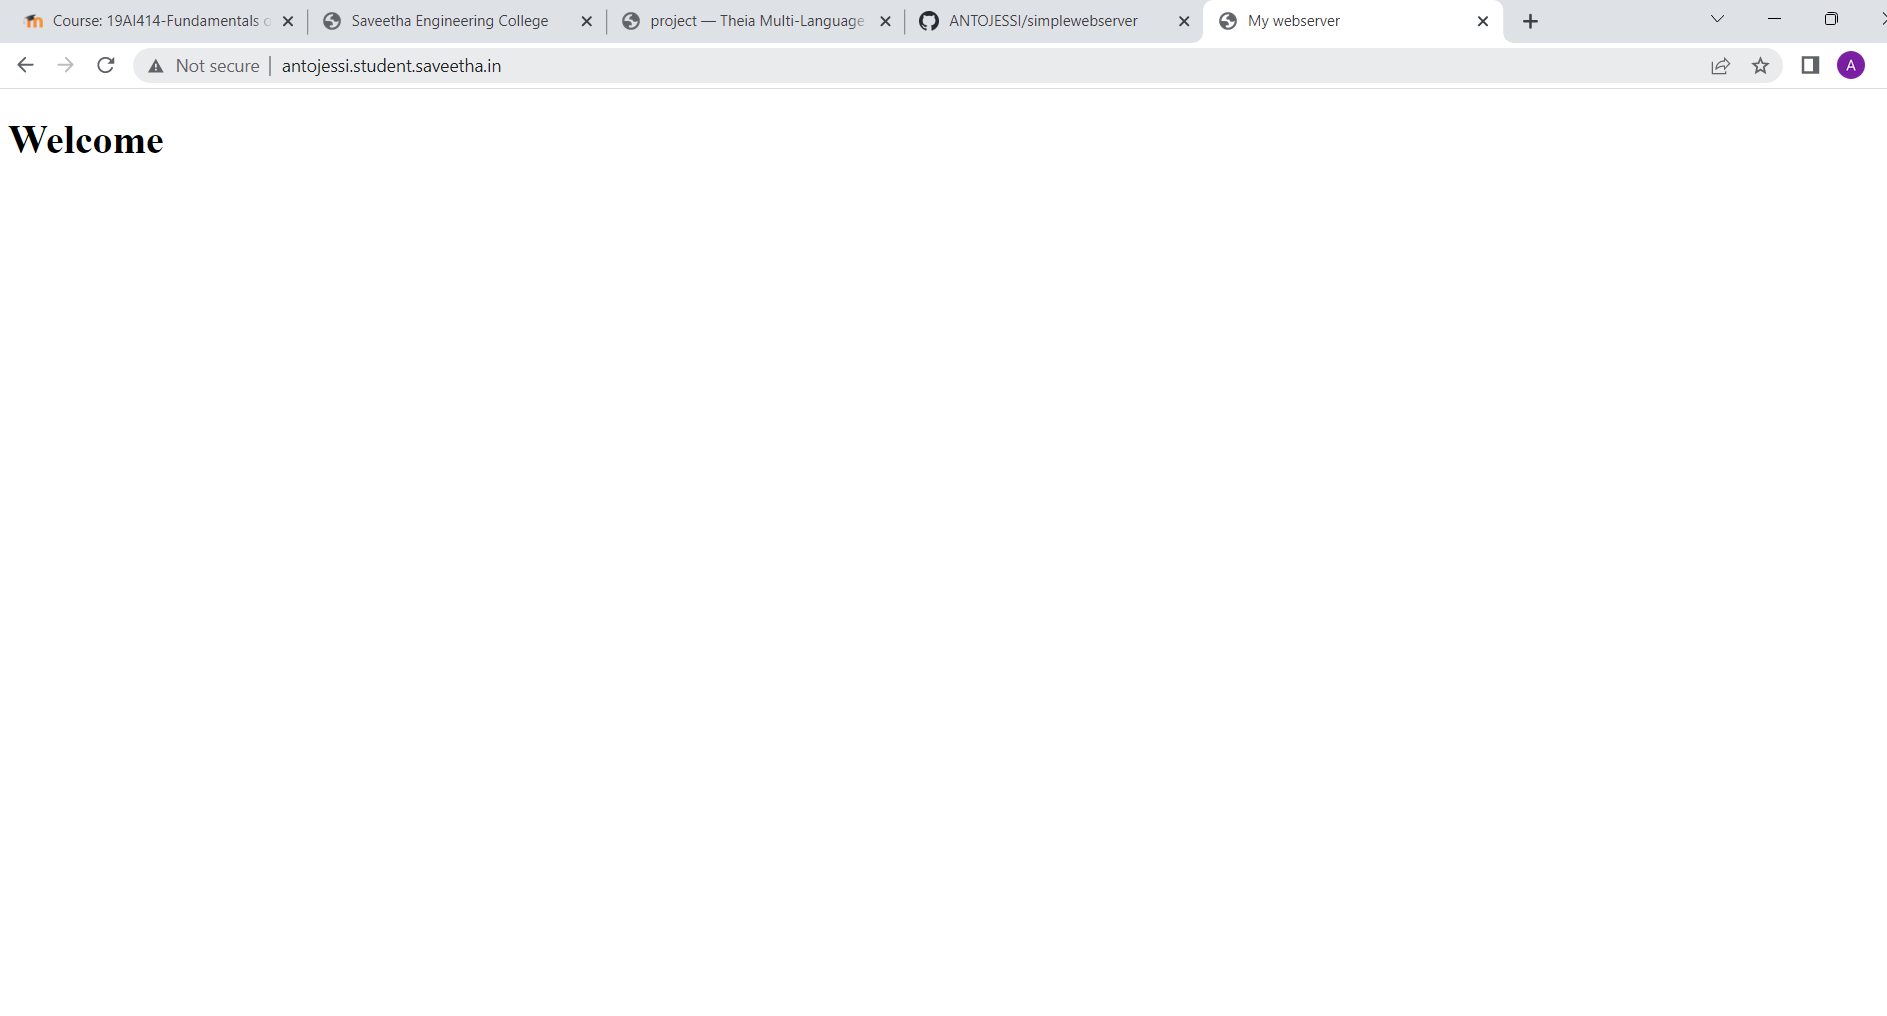 Course: 19AI414-Fundamentals
Saveetha Engineering College
project — Theia Multi-Language
ANTOJESSI/simplewebserver
My webserver
Not secure
antojessi.student.saveetha.in
A
Welcome